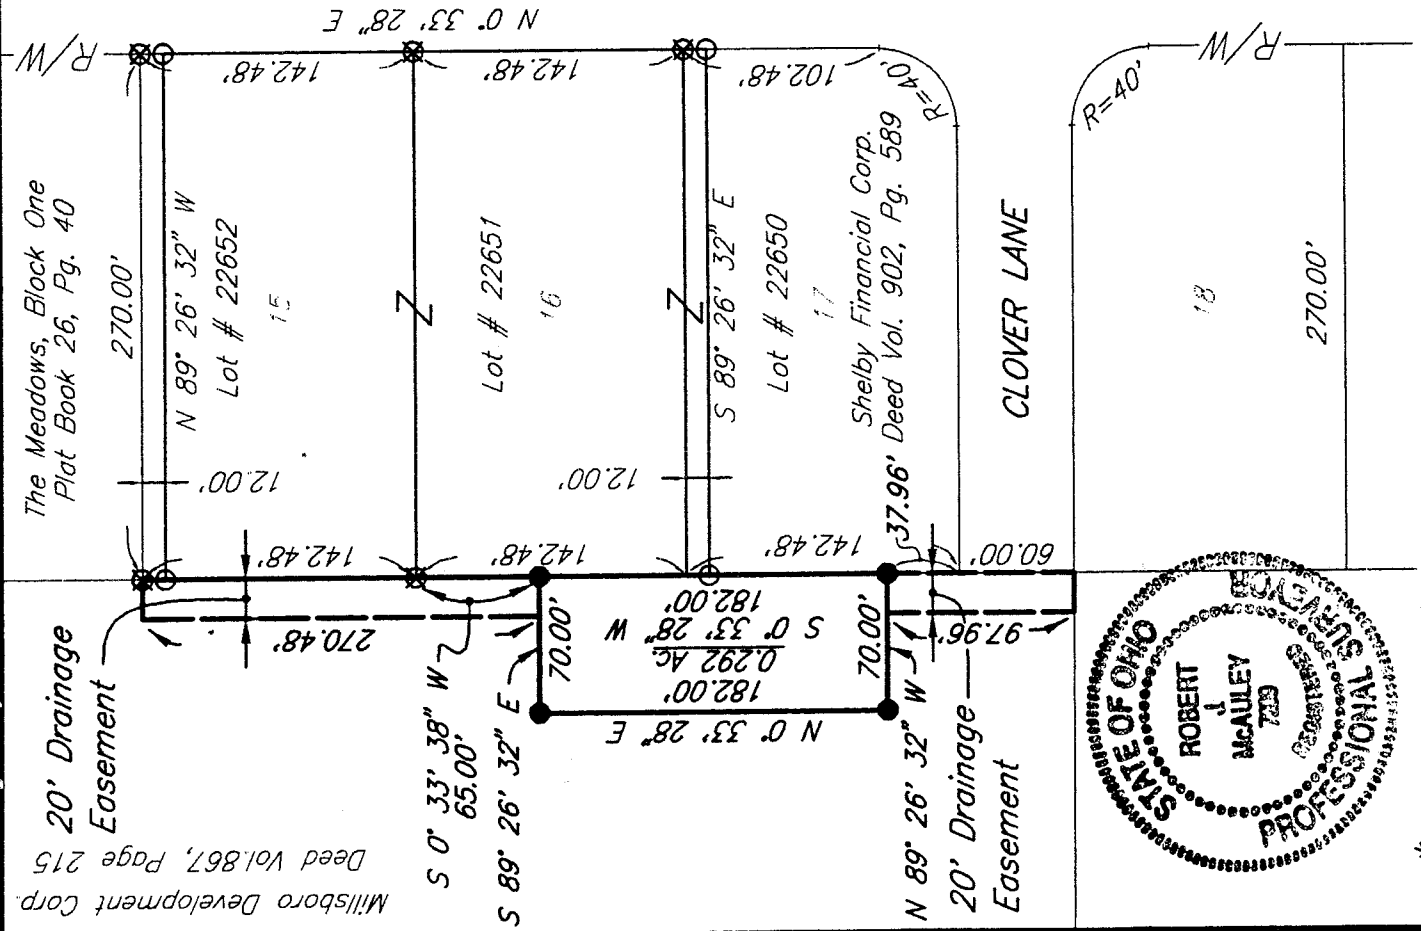 N 0° 33' 28" E
R/W
R/W
142.48'
142.48'
102.48'
R=40'
R=40'
The Meadows, Block One
Plat Book 26, Pg. 40
270.00'
N 89° 26' 32" W
Lot # 22652
15
Z
Lot # 22651
16
Z
S 89° 26' 32" E
Lot # 22650
17
Shelby Financial Corp.
Deed Vol. 902, Pg. 589
CLOVER LANE
18
270.00'
12.00'
12.00'
142.48'
142.48'
142.48'
37.96'
60.00'
20' Drainage
Easement
270.48'
S 0° 33' 38" W
65.00'
S 89° 26' 32" E
70.00'
182.00'
S 0° 33' 28" W
0.292 Ac.
182.00'
N 0° 33' 28" E
70.00'
N 89° 26' 32" W
97.96'
20' Drainage
Easement
Millsboro Development Corp.
Deed Vol.867, Page 215
STATE OF OHIO
ROBERT
J
McAULEY
REGISTERED
PROFESSIONAL SURVEYOR